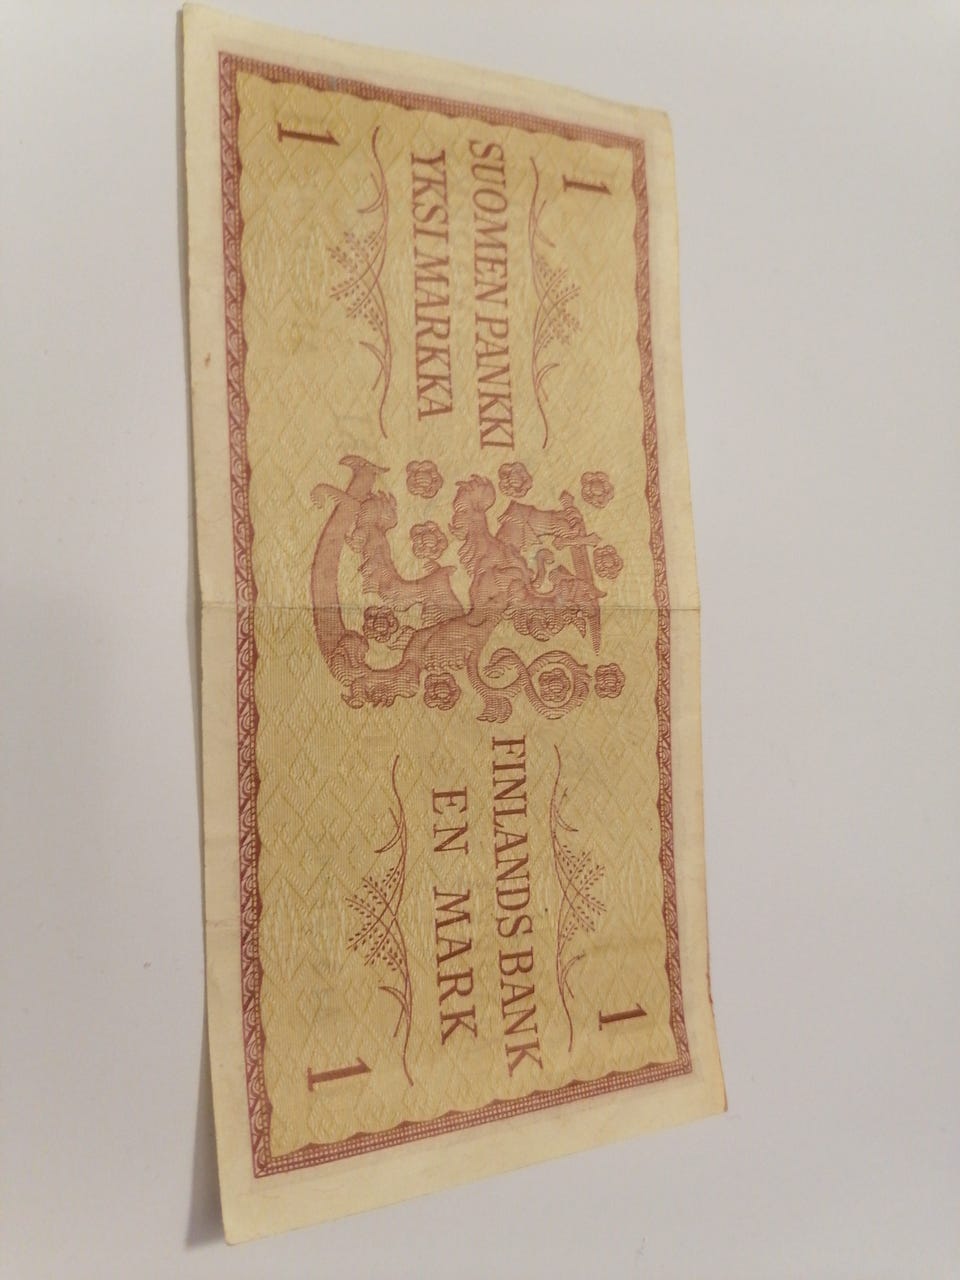 1
1
SUOMEN PANKKI
YKSI MARKKA
FINLANDS BANK
EN MARK
1
1